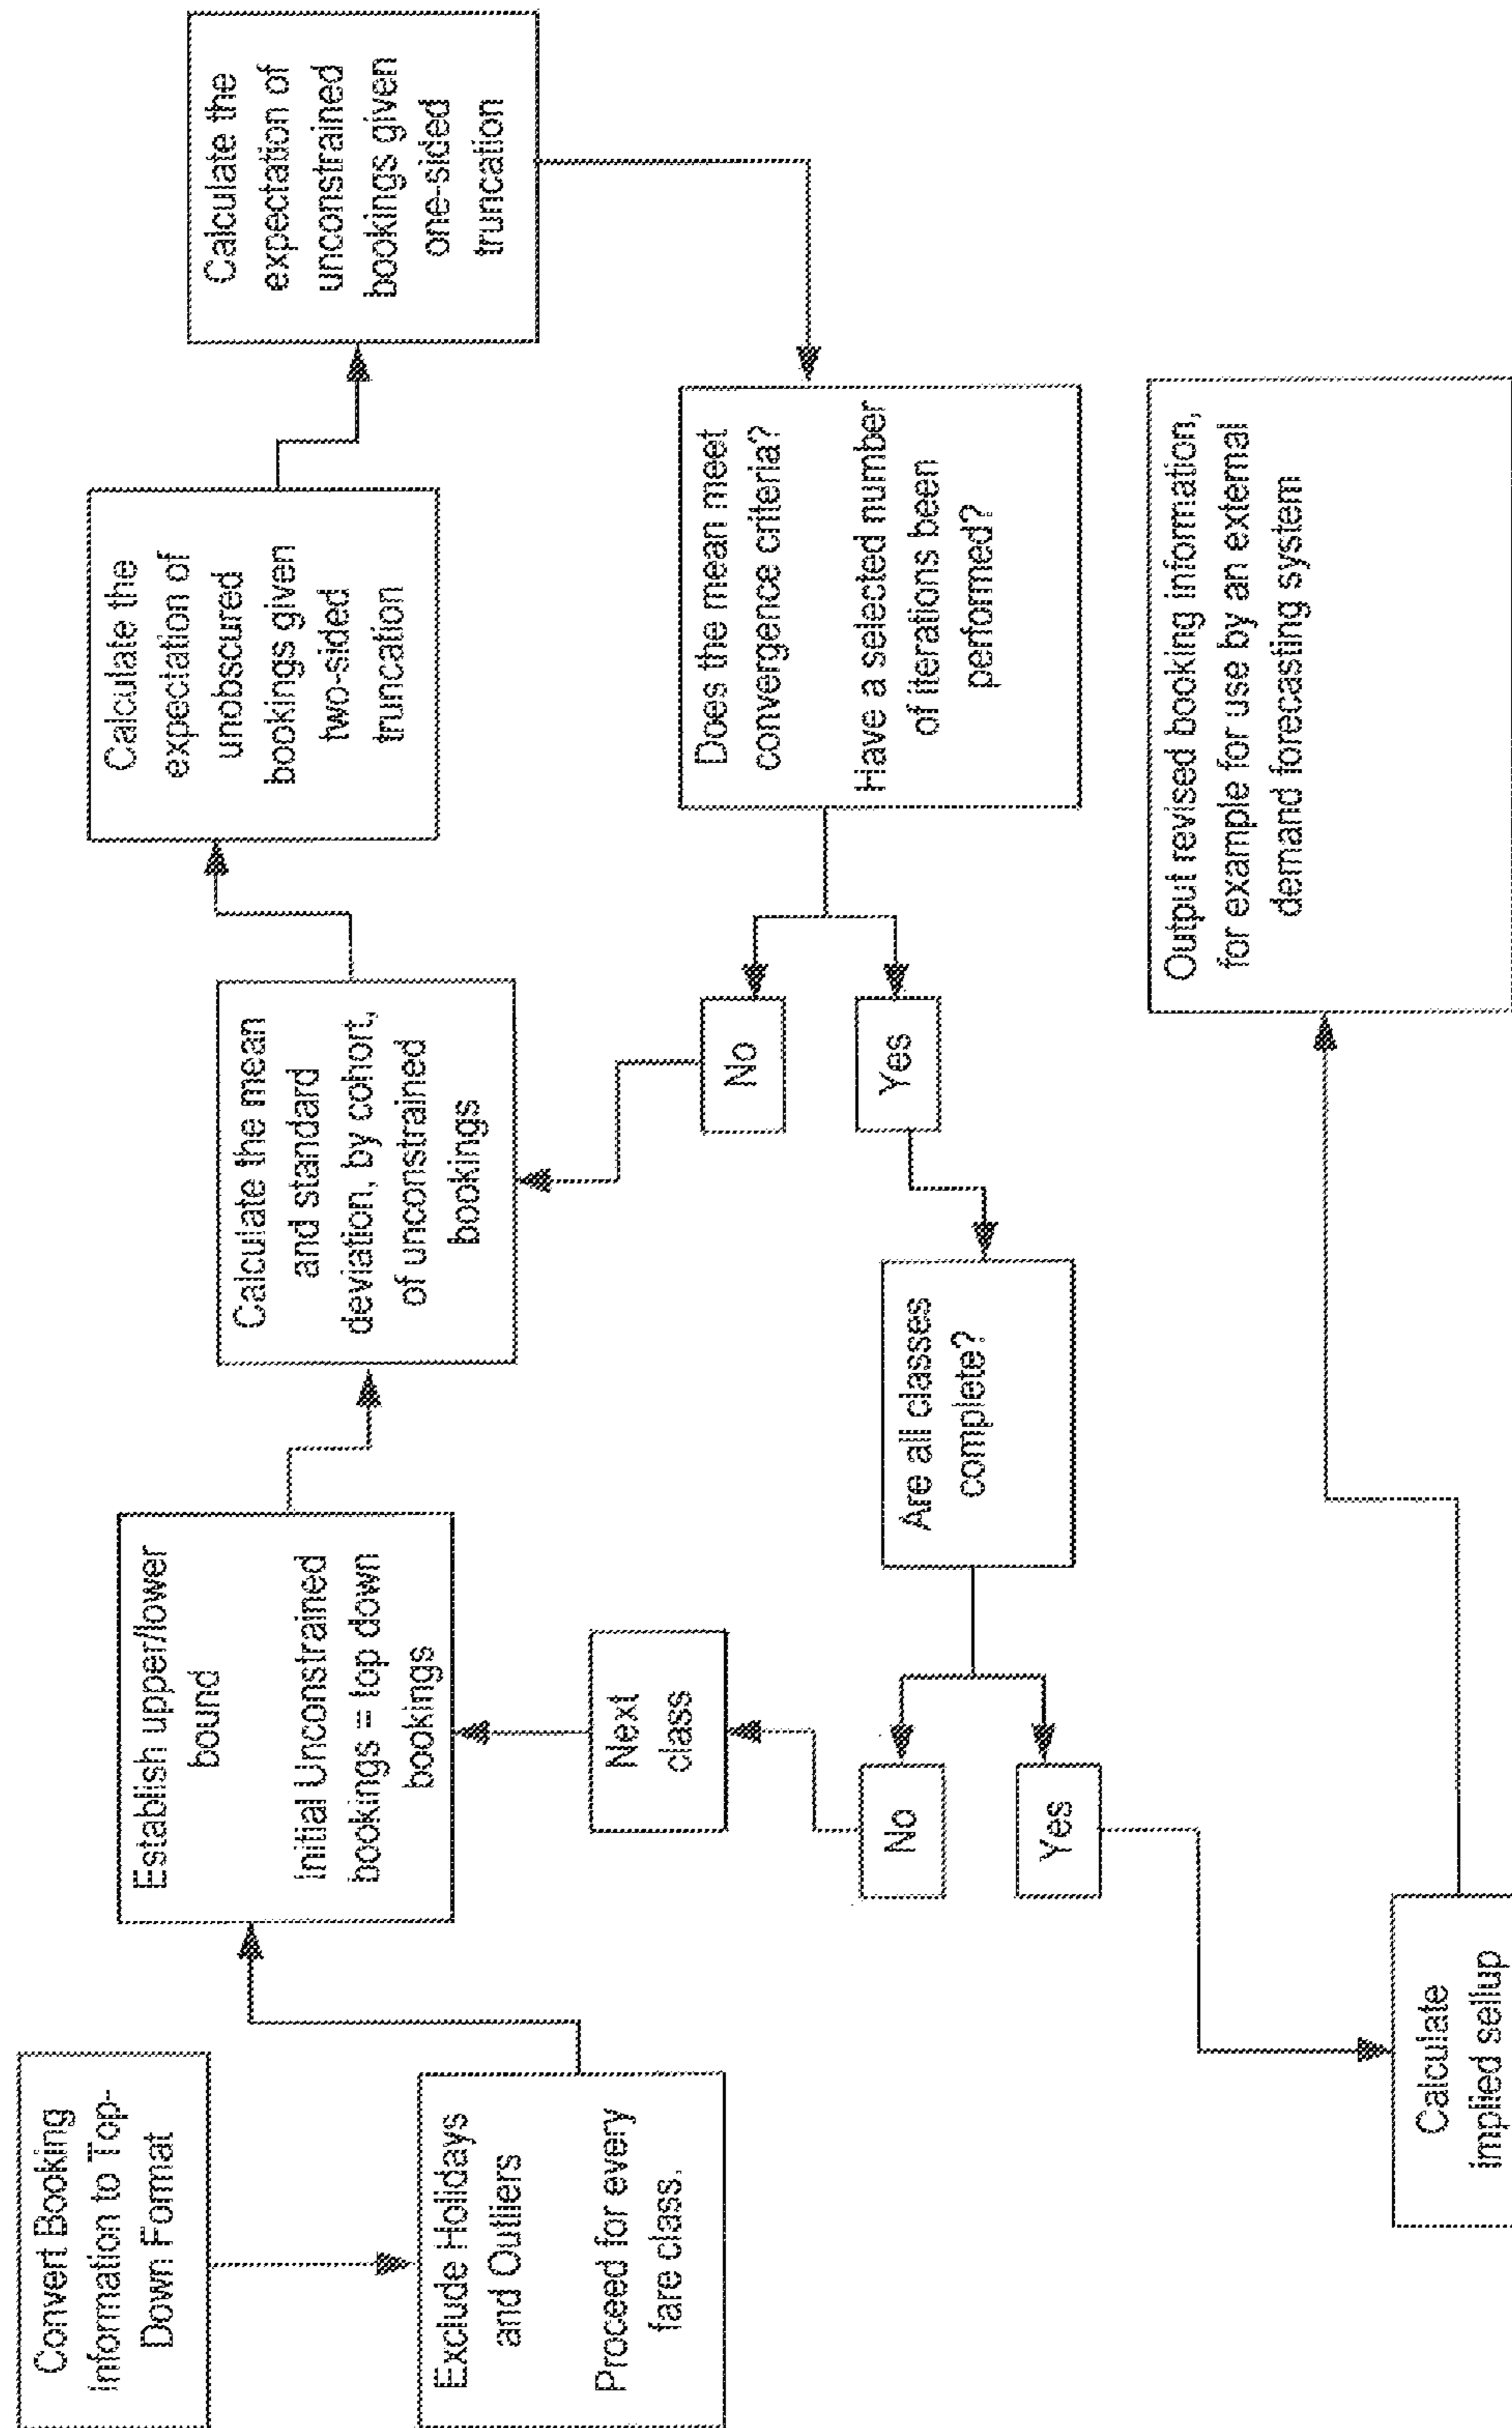 Convert Booking
Information to Top-
Down Format
Exclude Holidays
and Outliers
Proceed for every
fare class.
Establish upper/lower
bound
Initial Unconstrained
bookings = top down
bookings
Calculate the mean
and standard
deviation, by cohort,
of unconstrained
bookings
Calculate the
expectation of
unobscured
bookings given
two-sided
truncation
Calculate the
expectation of
unconstrained
bookings given
one-sided
truncation
Does the mean meet
convergence criteria?
Have a selected number
of iterations been
performed?
No
Yes
Are all classes
complete?
No
Yes
Next
class
Calculate
implied sellup
Output revised booking information,
for example for use by an external
demand forecasting system